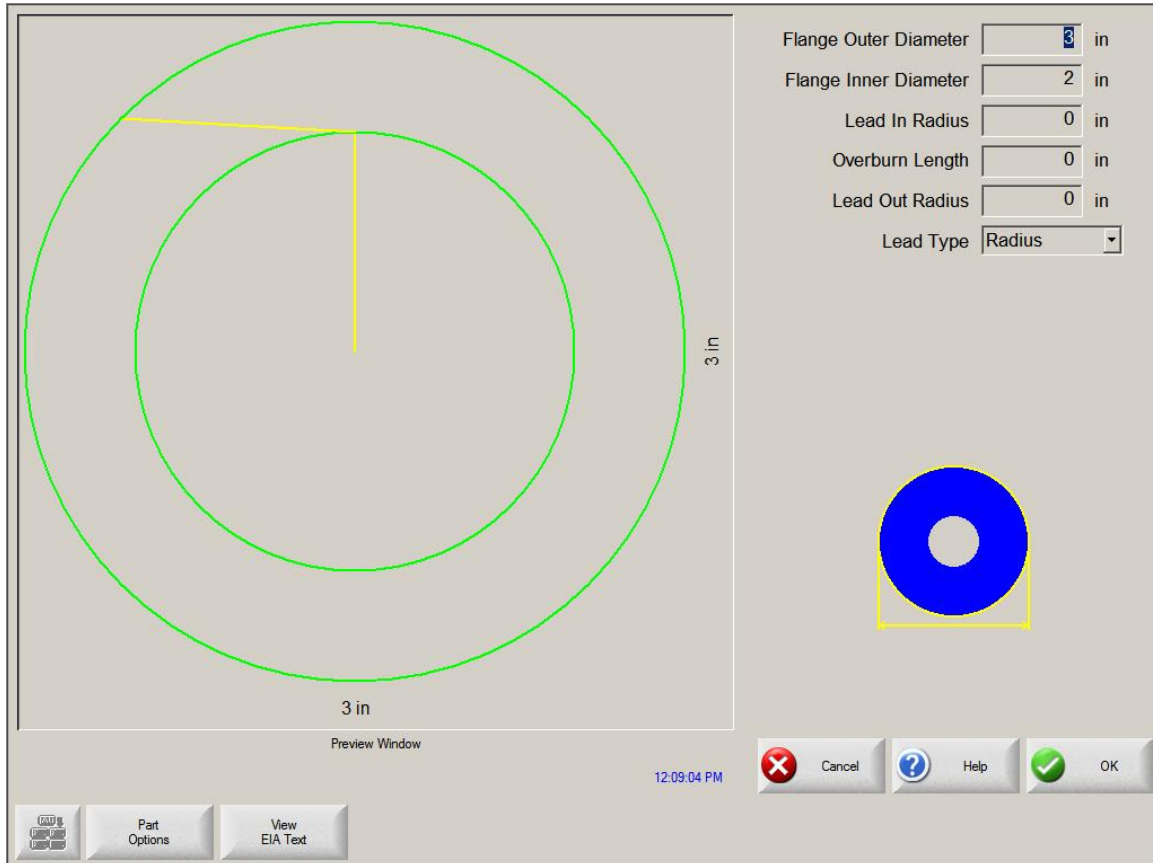 Flange Outer Diameter 3 in
Flange Inner Diameter 2 in
Lead In Radius 0 in
Overburn Length 0 in
Lead Out Radius 0 in
Lead Type Radius
3 in
3 in
Preview Window
12:09:04 PM
Cancel
Help
OK
Part
Options
View
EIA Text